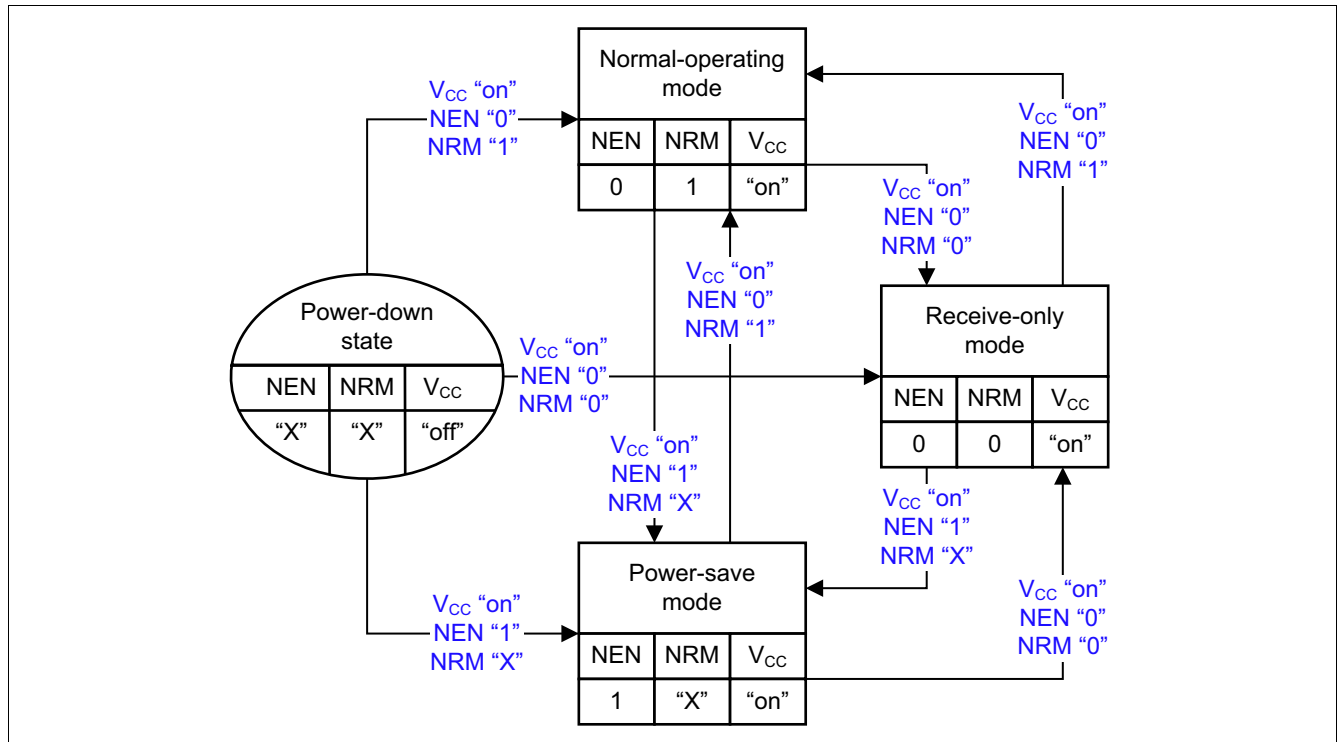 Normal-operating
mode
NEN NRM VCC
0 1 “on”
VCC “on”
NEN “0”
NRM “1”
VCC “on”
NEN “0”
NRM “1”
VCC “on”
NEN “0”
NRM “0”
VCC “on”
NEN “0”
NRM “1”
Power-down
state
NEN NRM VCC
“X” “X” “off”
VCC “on”
NEN “0”
NRM “0”
Receive-only
mode
NEN NRM VCC
0 0 “on”
VCC “on”
NEN “1”
NRM “X”
VCC “on”
NEN “1”
NRM “X”
VCC “on”
NEN “1”
NRM “X”
Power-save
mode
NEN NRM VCC
1 “X” “on”
VCC “on”
NEN “0”
NRM “0”